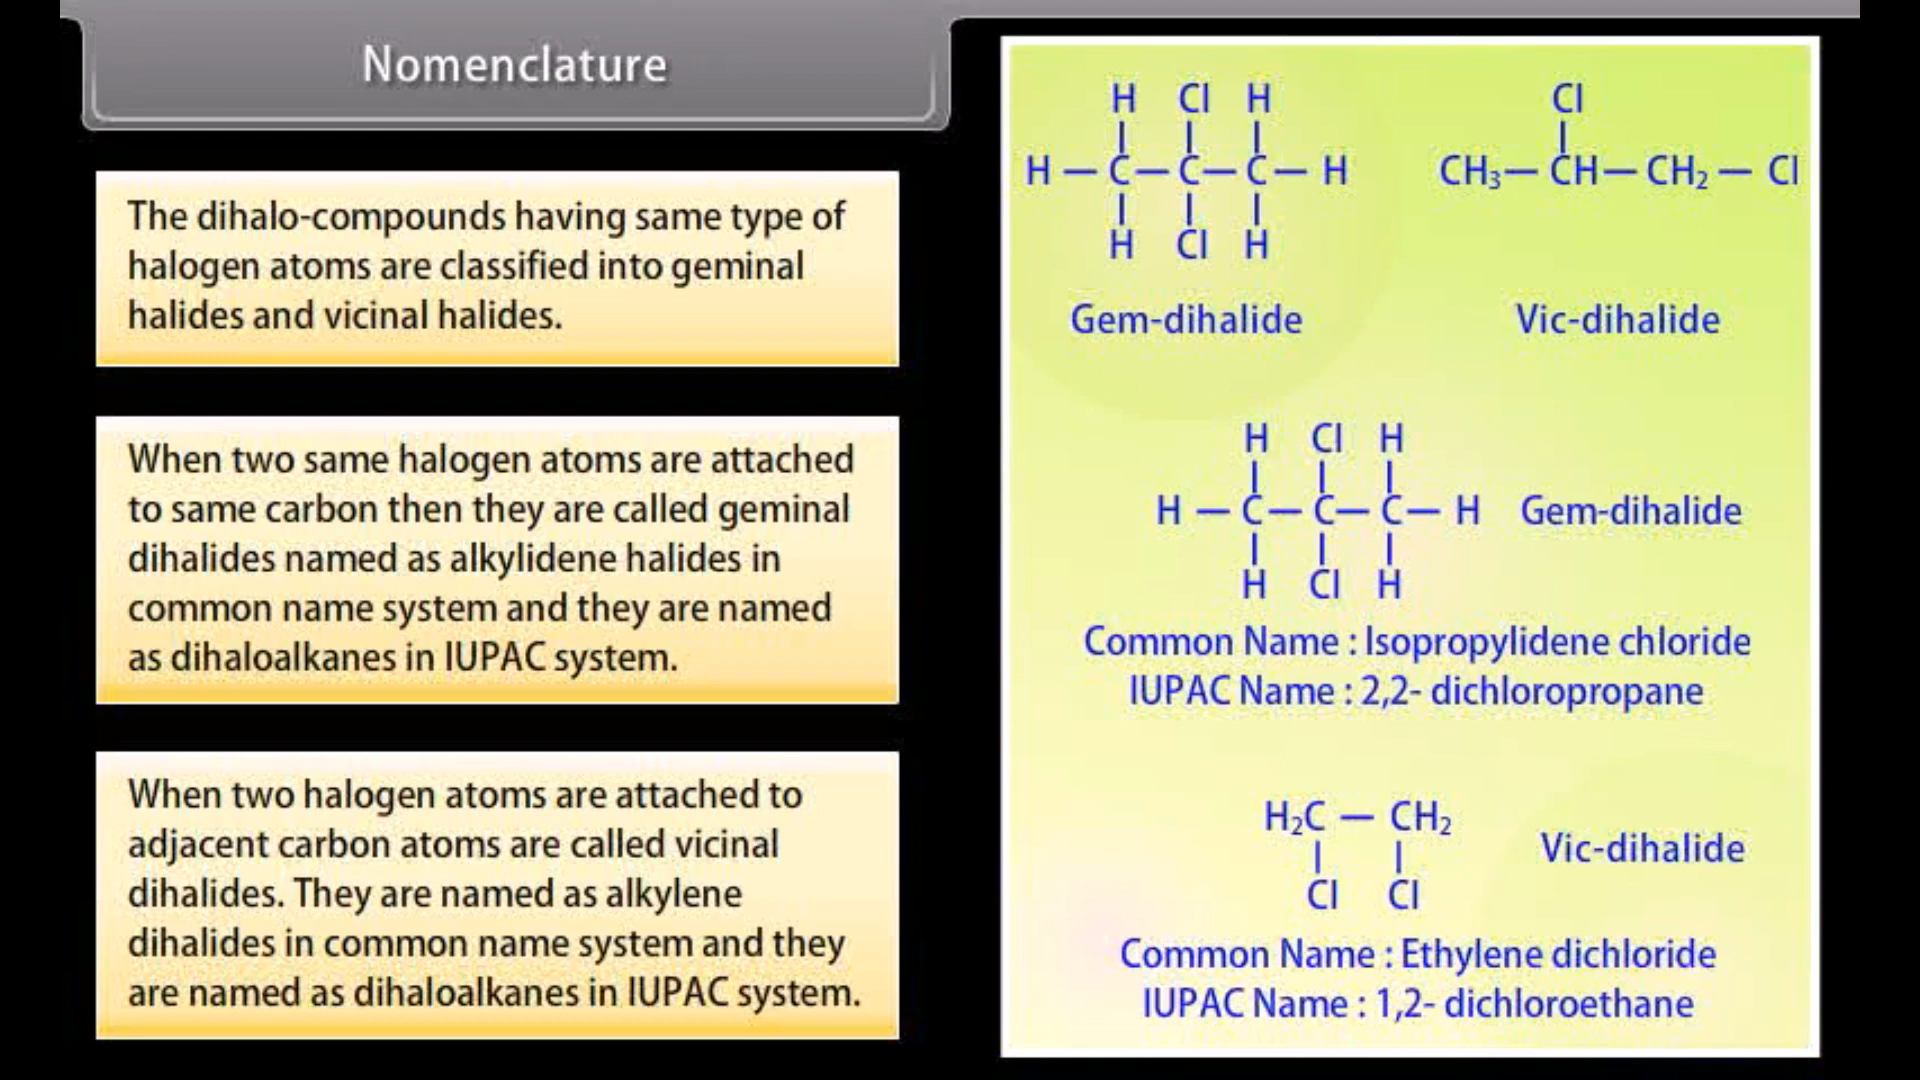 Nomenclature
The dihalo-compounds having same type of
halogen atoms are classified into geminal
halides and vicinal halides.
When two same halogen atoms are attached
to same carbon then they are called geminal
dihalides named as alkylidene halides in
common name system and they are named
as dihaloalkanes in IUPAC system.
When two halogen atoms are attached to
adjacent carbon atoms are called vicinal
dihalides. They are named as alkylene
dihalides in common name system and they
are named as dihaloalkanes in IUPAC system.
H Cl H
H — C — C — C — H
H Cl H
Gem-dihalide
Cl
CH₃— CH— CH₂ — Cl
Vic-dihalide
H Cl H
H — C — C — C — H Gem-dihalide
H Cl H
Common Name : Isopropylidene chloride
IUPAC Name : 2,2- dichloropropane
H₂C — CH₂
Cl Cl
Vic-dihalide
Common Name : Ethylene dichloride
IUPAC Name : 1,2- dichloroethane